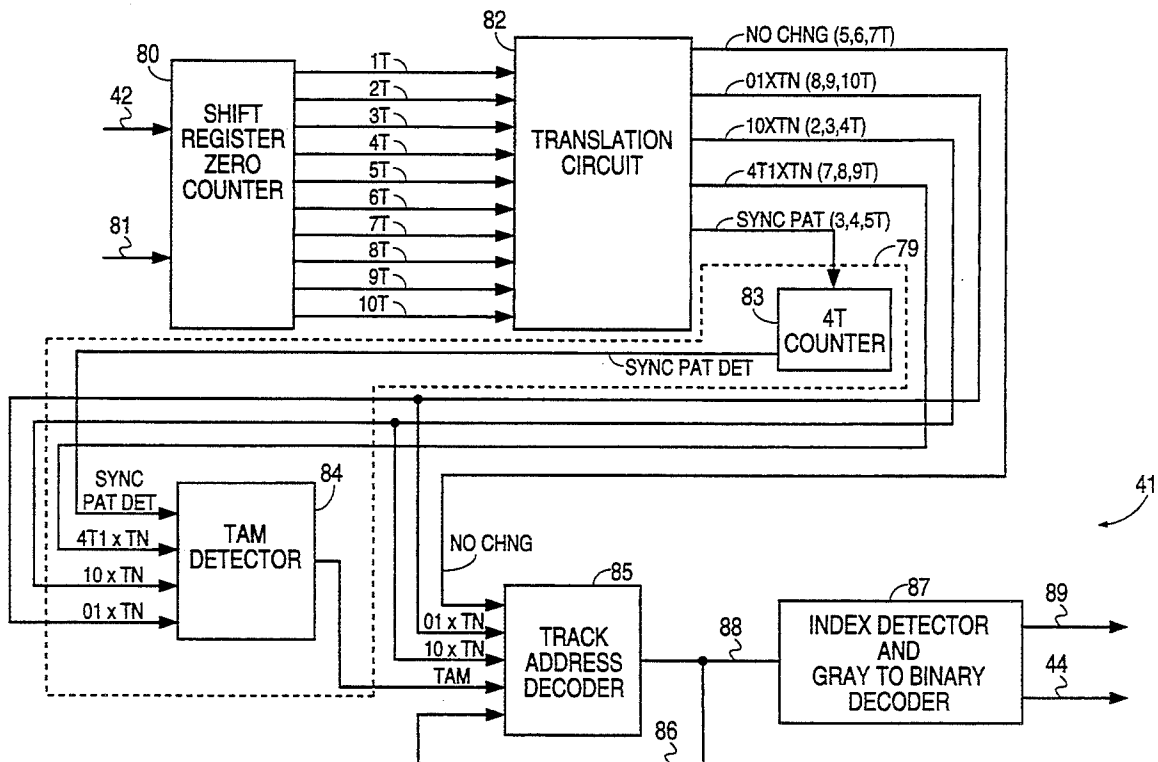 80
42
81
SHIFT
REGISTER
ZERO
COUNTER
1T
2T
3T
4T
5T
6T
7T
8T
9T
10T
82
TRANSLATION
CIRCUIT
NO CHNG (5,6,7T)
01XTN (8,9,10T)
10XTN (2,3,4T)
4T1XTN (7,8,9T)
SYNC PAT (3,4,5T)
79
83
4T
COUNTER
SYNC PAT DET
SYNC
PAT DET
4T1 x TN
10 x TN
01 x TN
84
TAM
DETECTOR
NO CHNG
01 x TN
10 x TN
TAM
85
TRACK
ADDRESS
DECODER
86
88
87
INDEX DETECTOR
AND
GRAY TO BINARY
DECODER
89
44
41